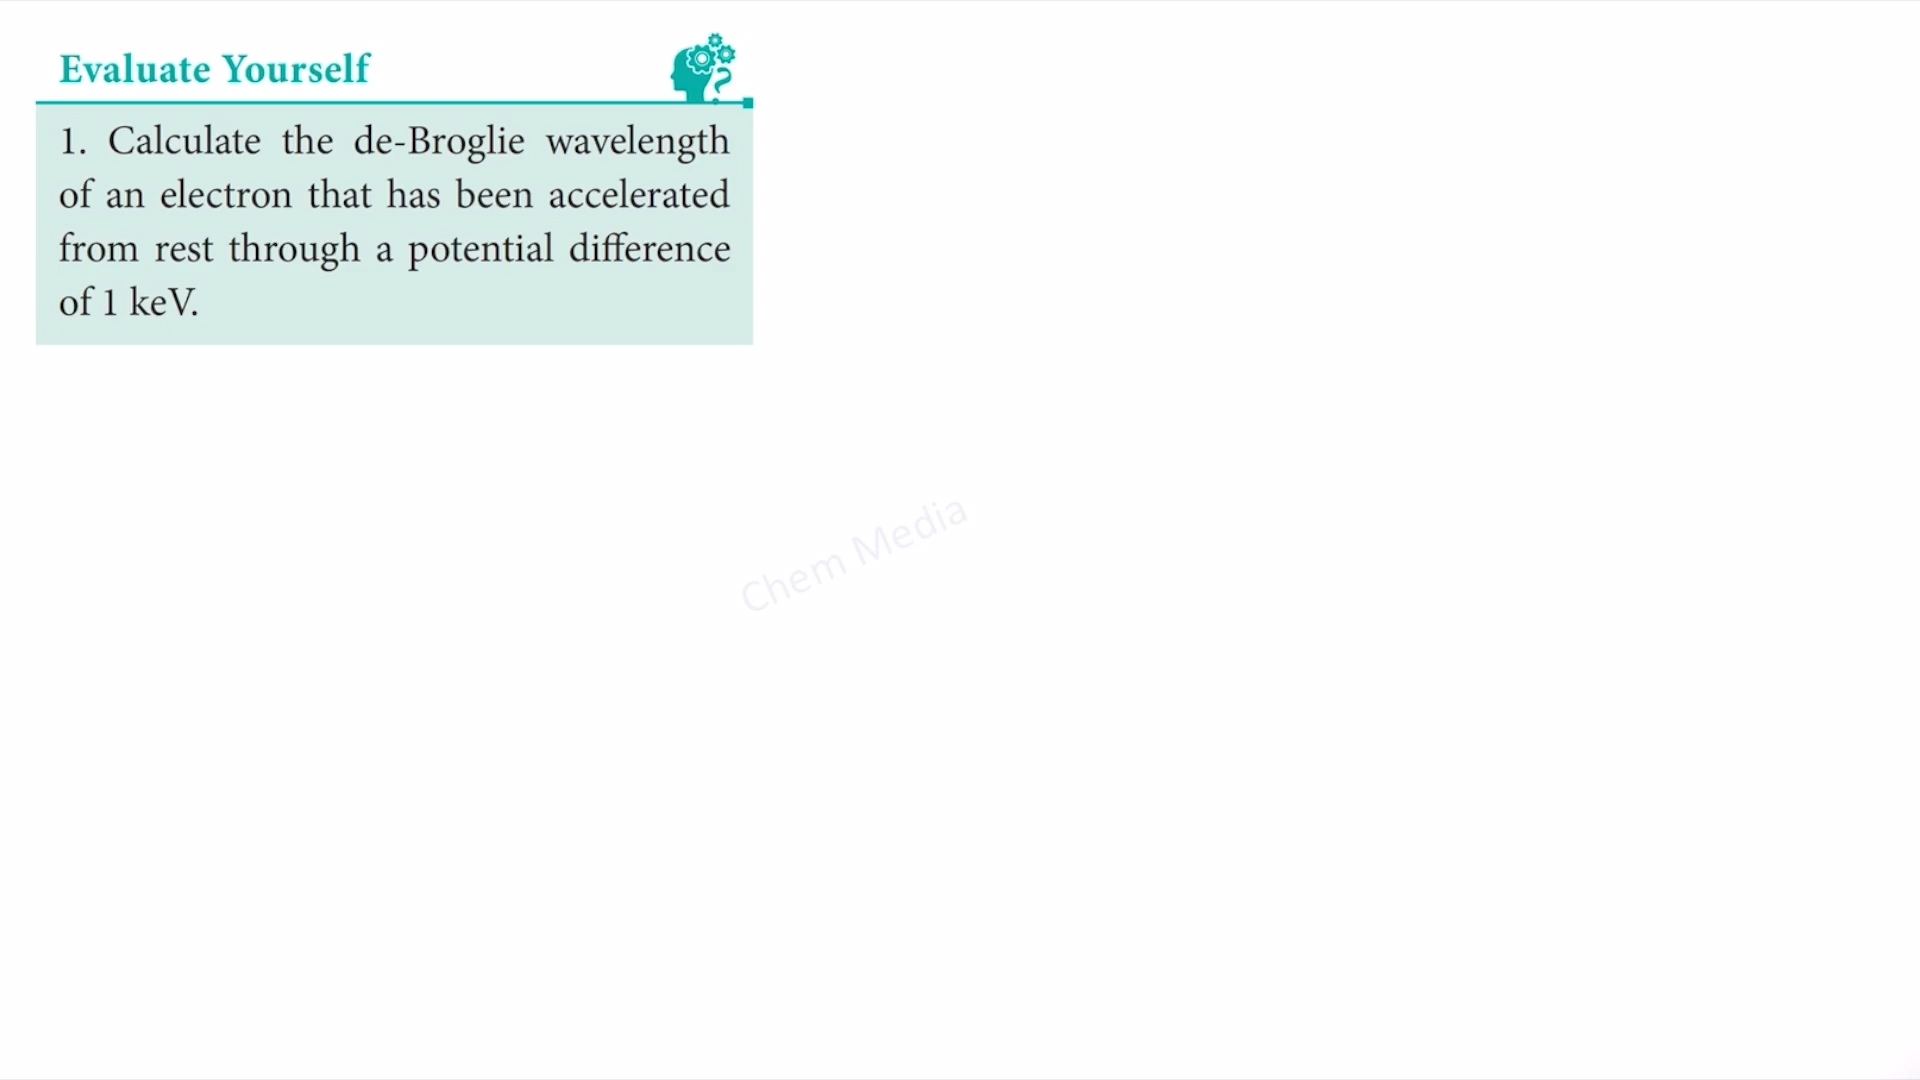 Evaluate Yourself
1. Calculate the de-Broglie wavelength
of an electron that has been accelerated
from rest through a potential difference
of 1 keV.
Chem Media